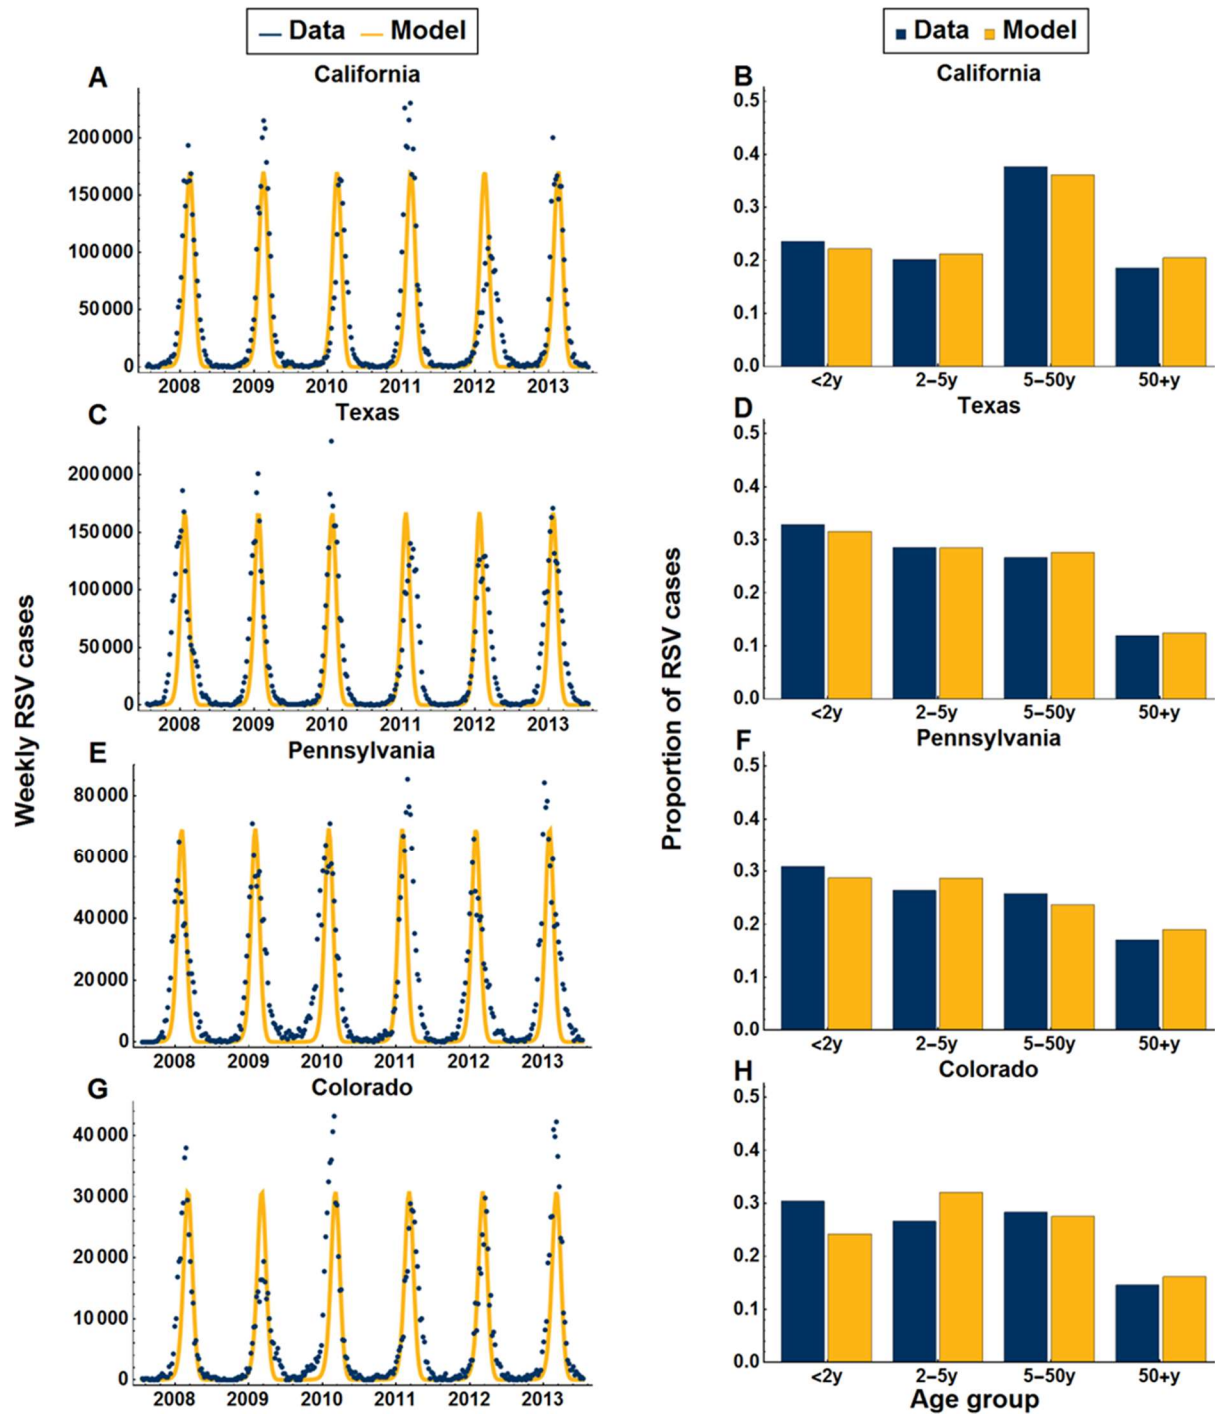 Data Model
A
California
200 000
150 000
100 000
50 000
0
2008 2009 2010 2011 2012 2013
C
Texas
200 000
150 000
100 000
50 000
0
2008 2009 2010 2011 2012 2013
E
Pennsylvania
80 000
60 000
40 000
20 000
0
2008 2009 2010 2011 2012 2013
G
Colorado
40 000
30 000
20 000
10 000
0
2008 2009 2010 2011 2012 2013
Weekly RSV cases
Data Model
B
California
0.5
0.4
0.3
0.2
0.1
0.0
<2y 2–5y 5–50y 50+y
D
Texas
0.5
0.4
0.3
0.2
0.1
0.0
<2y 2–5y 5–50y 50+y
F
Pennsylvania
0.5
0.4
0.3
0.2
0.1
0.0
<2y 2–5y 5–50y 50+y
H
Colorado
0.5
0.4
0.3
0.2
0.1
0.0
<2y 2–5y 5–50y 50+y
Proportion of RSV cases
Age group